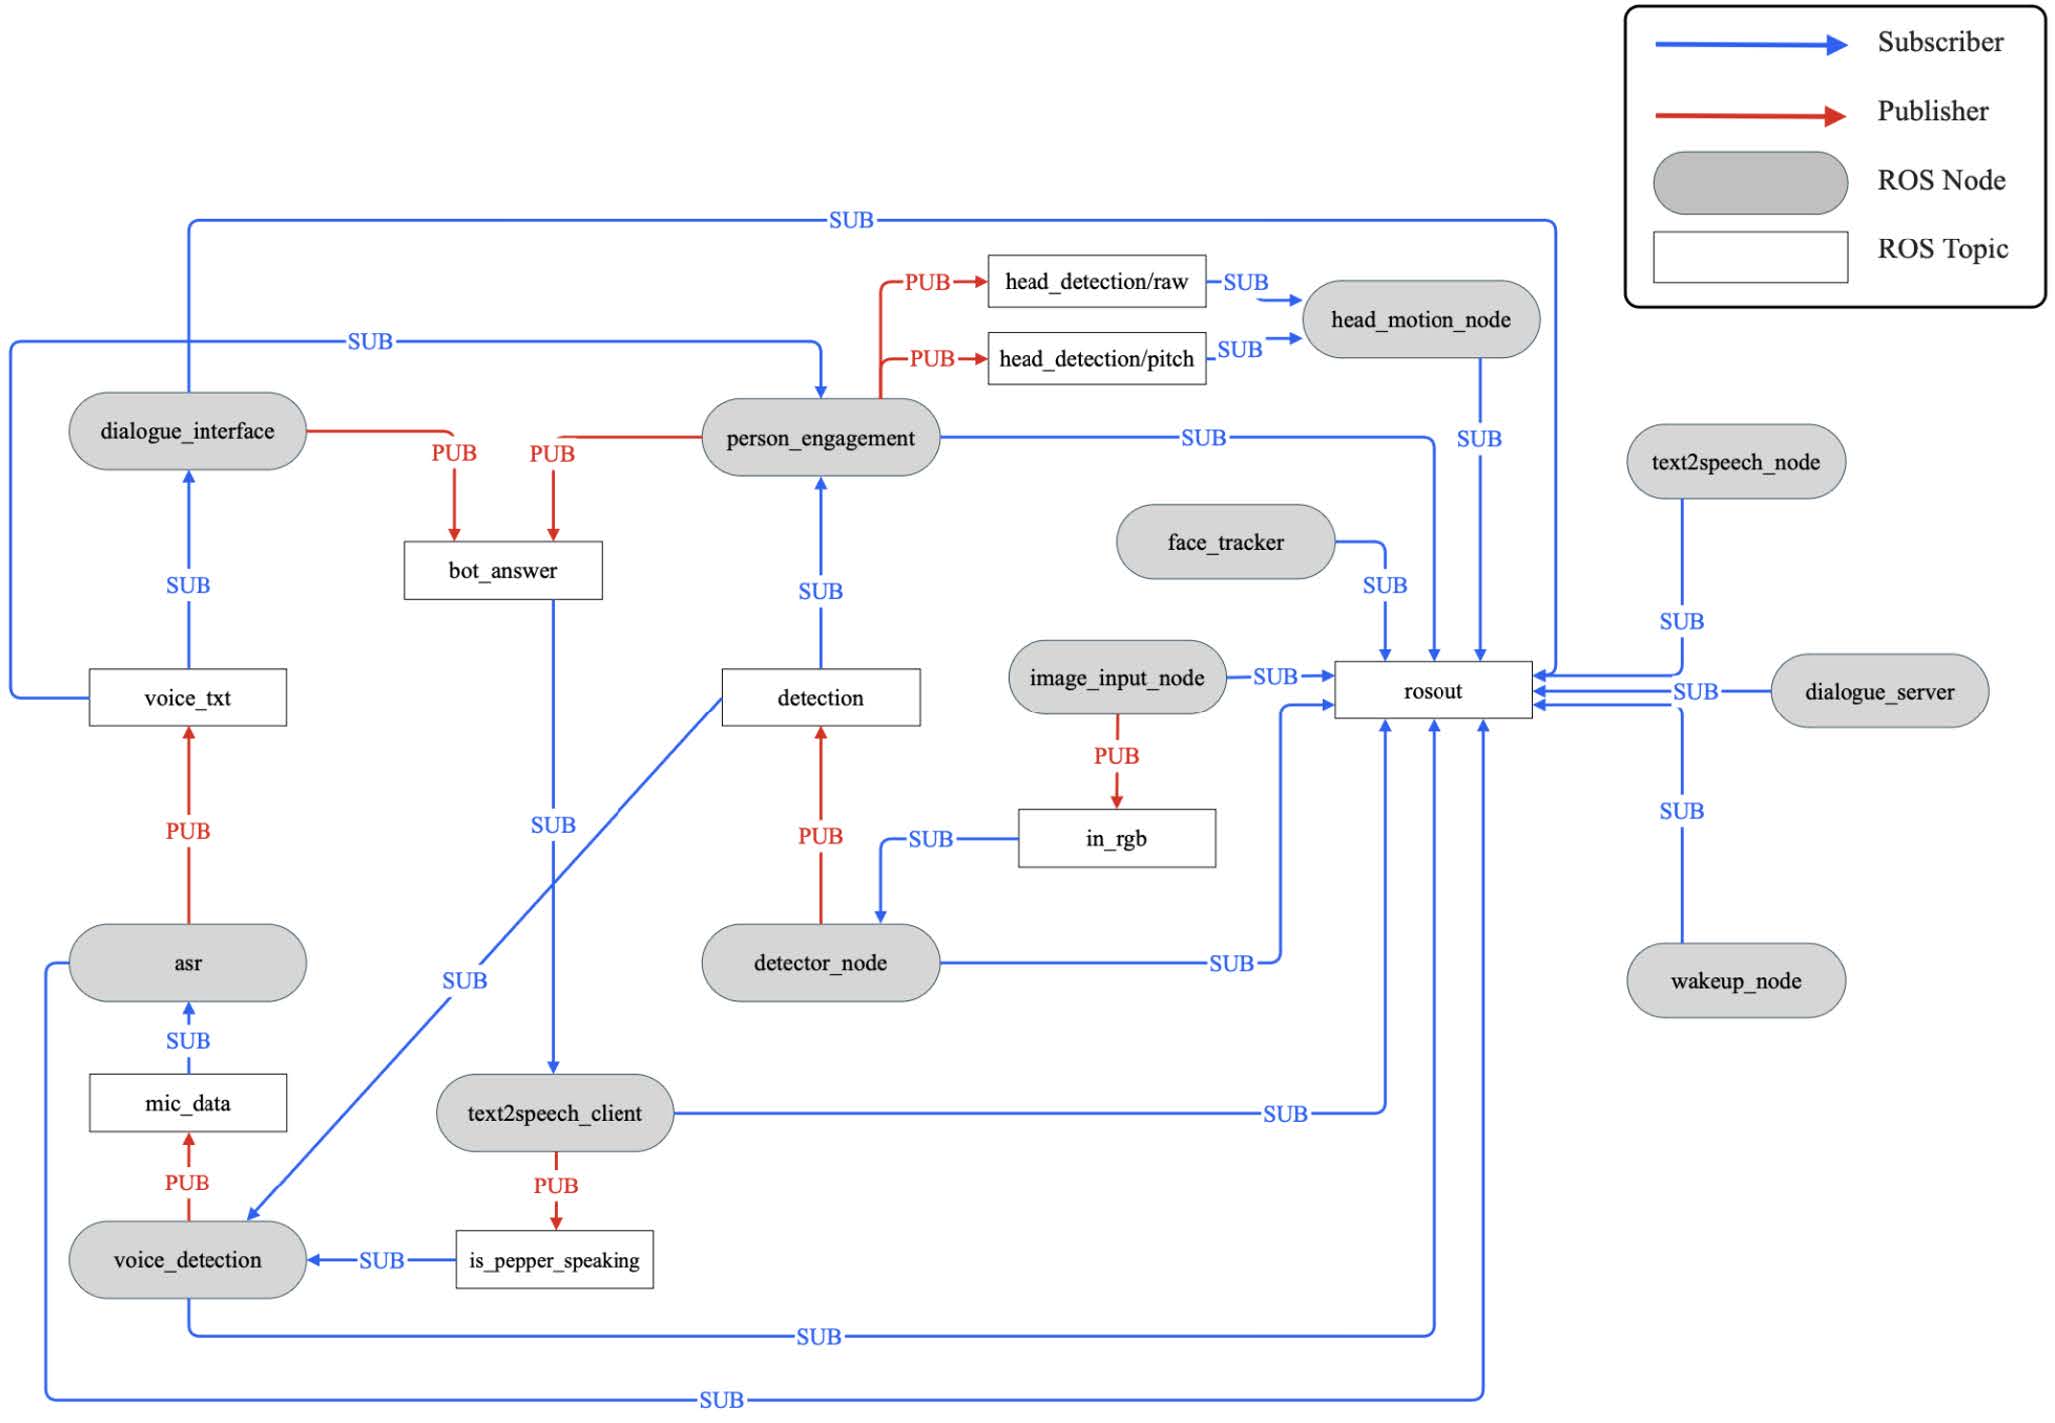 Subscriber
Publisher
ROS Node
ROS Topic
SUB
PUB
head_detection/raw
SUB
head_motion_node
SUB
PUB
head_detection/pitch
SUB
dialogue_interface
PUB
PUB
person_engagement
SUB
SUB
text2speech_node
face_tracker
bot_answer
SUB
SUB
SUB
SUB
image_input_node
SUB
rosout
SUB
dialogue_server
voice_txt
detection
PUB
SUB
PUB
SUB
PUB
SUB
in_rgb
asr
SUB
detector_node
SUB
wakeup_node
SUB
mic_data
text2speech_client
SUB
PUB
PUB
voice_detection
SUB
is_pepper_speaking
SUB
SUB